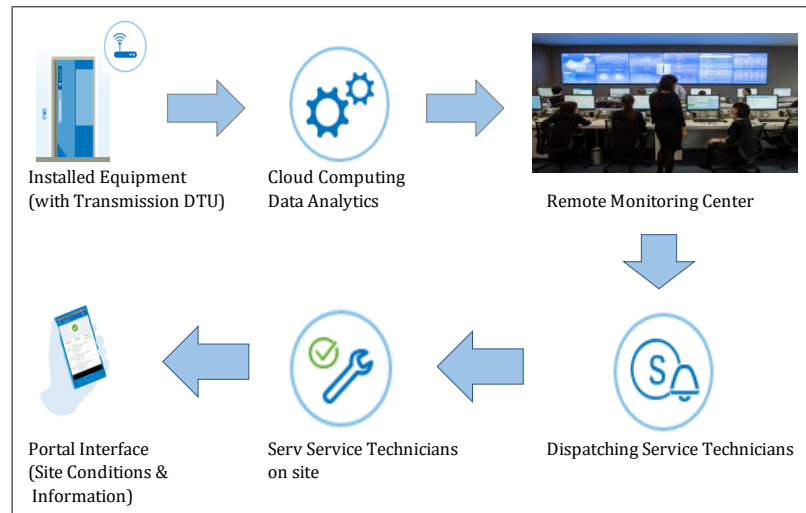 Installed Equipment
(with Transmission DTU)
Cloud Computing
Data Analytics
Remote Monitoring Center
S
Portal Interface
(Site Conditions &
Information)
Serv Service Technicians
on site
Dispatching Service Technicians